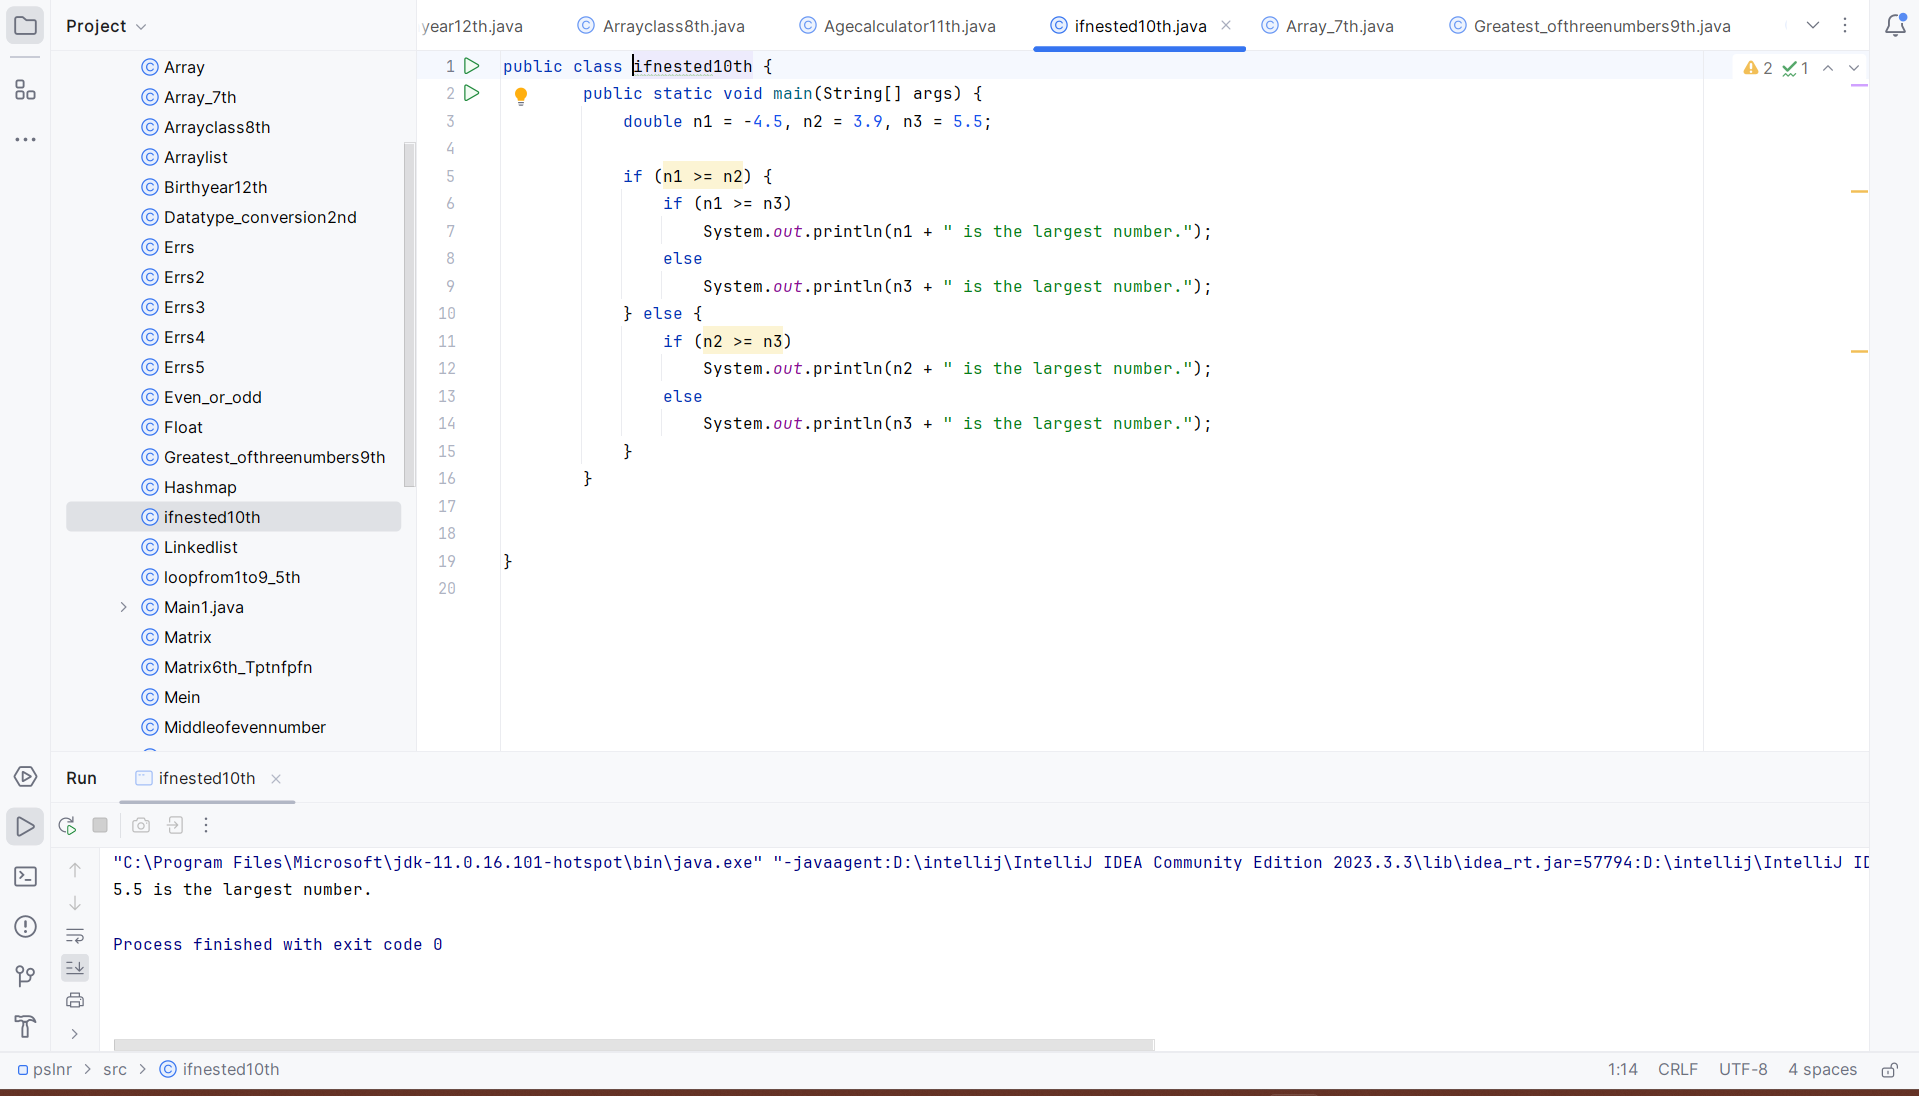 Project
year12th.java
Arrayclass8th.java
Agecalculator11th.java
ifnested10th.java
Array_7th.java
Greatest_ofthreenumbers9th.java
Array
Array_7th
Arrayclass8th
Arraylist
Birthyear12th
Datatype_conversion2nd
Errs
Errs2
Errs3
Errs4
Errs5
Even_or_odd
Float
Greatest_ofthreenumbers9th
Hashmap
ifnested10th
Linkedlist
loopfrom1to9_5th
Main1.java
Matrix
Matrix6th_Tptnfpfn
Mein
Middleofevennumber
2 1
1 public class ifnested10th {
2 public static void main(String[] args) {
3 double n1 = -4.5, n2 = 3.9, n3 = 5.5;
4
5 if (n1 >= n2) {
6 if (n1 >= n3)
7 System.out.println(n1 + " is the largest number.");
8 else
9 System.out.println(n3 + " is the largest number.");
10 } else {
11 if (n2 >= n3)
12 System.out.println(n2 + " is the largest number.");
13 else
14 System.out.println(n3 + " is the largest number.");
15 }
16 }
17
18
19 }
20
Run
ifnested10th
"C:\Program Files\Microsoft\jdk-11.0.16.101-hotspot\bin\java.exe" "-javaagent:D:\intellij\IntelliJ IDEA Community Edition 2023.3.3\lib\idea_rt.jar=57794:D:\intellij\IntelliJ ID
5.5 is the largest number.
Process finished with exit code 0
pslnr > src > ifnested10th
1:14 CRLF UTF-8 4 spaces